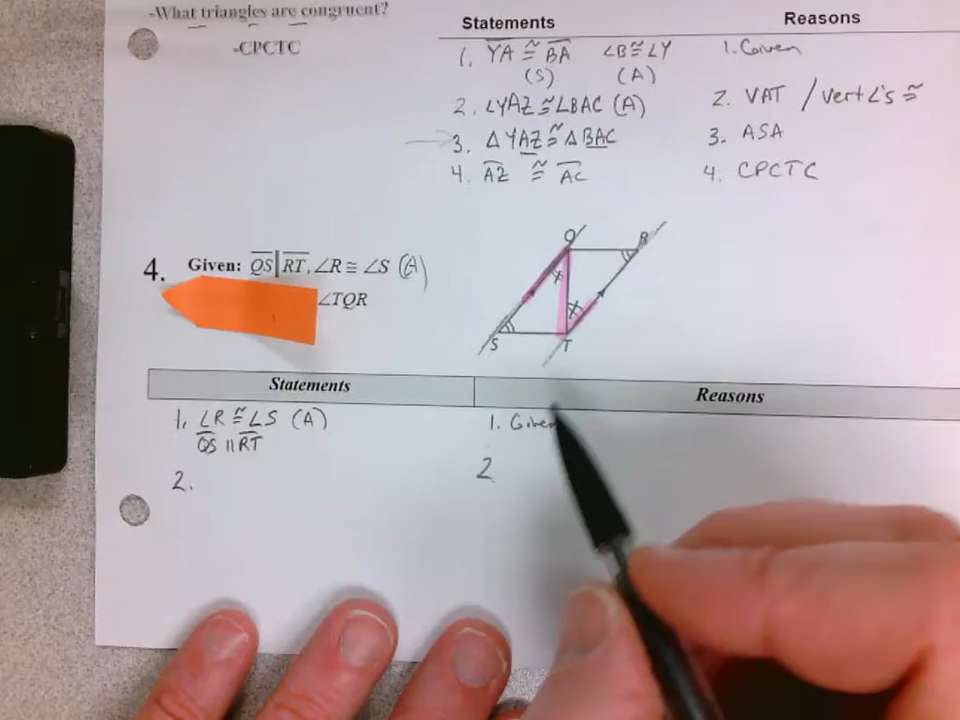 -What triangles are congruent?
-CPCTC
Statements Reasons
1. YA ≅ BA ∠B ≅ ∠Y 1. Given
(S) (A)
2. ∠YAZ ≅ ∠BAC (A) 2. VAT / Vert ∠'s ≅
3. △YAZ ≅ △BAC 3. ASA
4. AZ ≅ AC 4. CPCTC
4. Given: QS || RT, ∠R ≅ ∠S (A)
∠TQR
Q R
S T
Statements Reasons
1. ∠R ≅ ∠S (A) 1. Given
QS || RT
2. 2